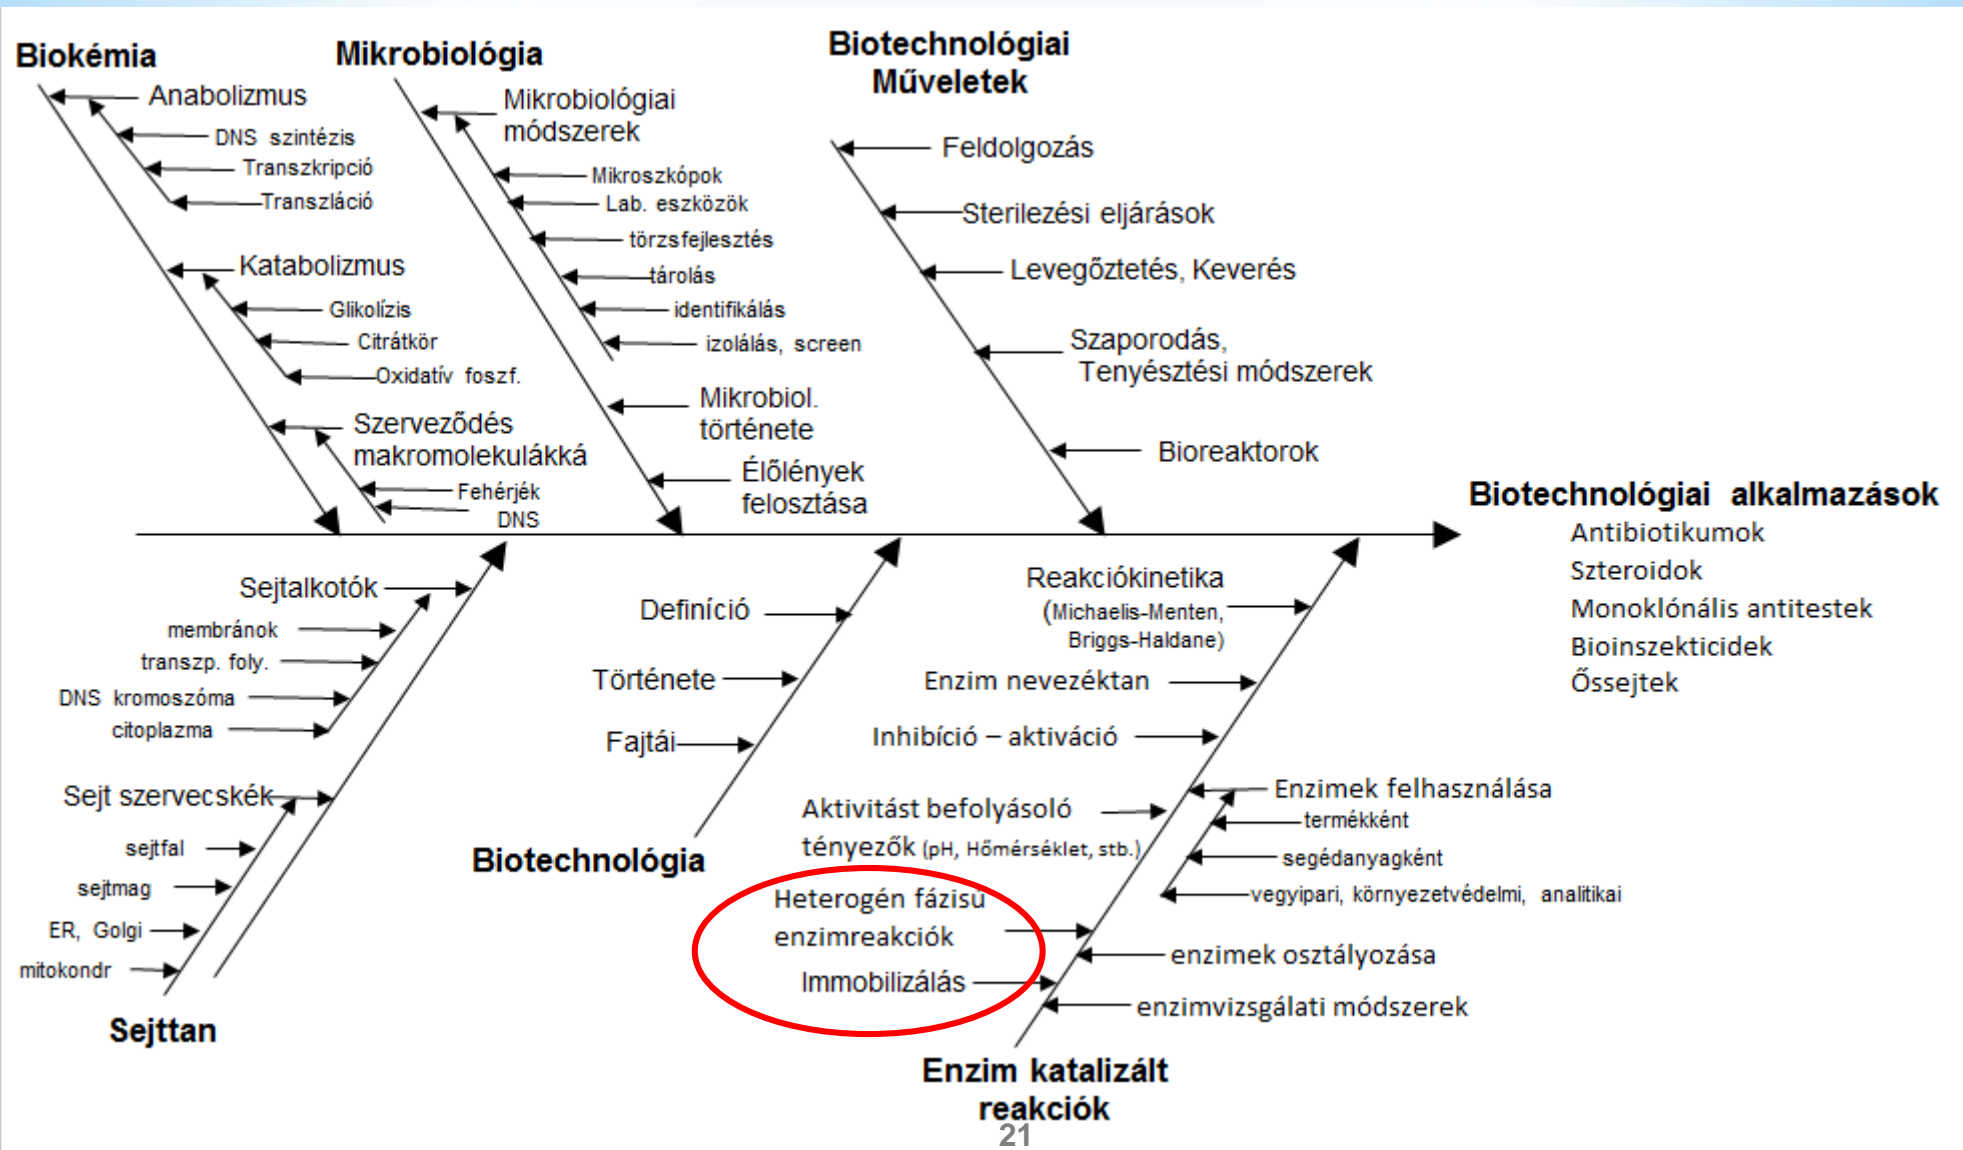 Biokémia
Anabolizmus
DNS szintézis
Transzkripció
Transzláció
Katabolizmus
Glikolízis
Citrátkör
Oxidatív foszf.
Szerveződés
makromolekulákká
Fehérjék
DNS
Mikrobiológia
Mikrobiológiai
módszerek
Mikroszkópok
Lab. eszközök
törzsfejlesztés
tárolás
identifikálás
izolálás, screen
Mikrobiol.
története
Élőlények
felosztása
Biotechnológiai
Műveletek
Feldolgozás
Sterilezési eljárások
Levegőztetés, Keverés
Szaporodás,
Tenyésztési módszerek
Bioreaktorok
Biotechnológiai alkalmazások
Antibiotikumok
Szteroidok
Monoklónális antitestek
Bioinszekticidek
Őssejtek
Sejtalkotók
membránok
transzp. foly.
DNS kromoszóma
citoplazma
Sejt szervecskék
sejtfal
sejtmag
ER, Golgi
mitokondr
Sejttan
Definíció
Története
Fajtái
Biotechnológia
Reakciókinetika
(Michaelis-Menten,
Briggs-Haldane)
Enzim nevezéktan
Inhibíció – aktiváció
Aktivitást befolyásoló
tényezők (pH, Hőmérséklet, stb.)
Heterogén fázisú
enzimreakciók
Immobilizálás
Enzimek felhasználása
termékként
segédanyagként
vegyipari, környezetvédelmi, analitikai
enzimek osztályozása
enzimvizsgálati módszerek
Enzim katalizált
reakciók
21